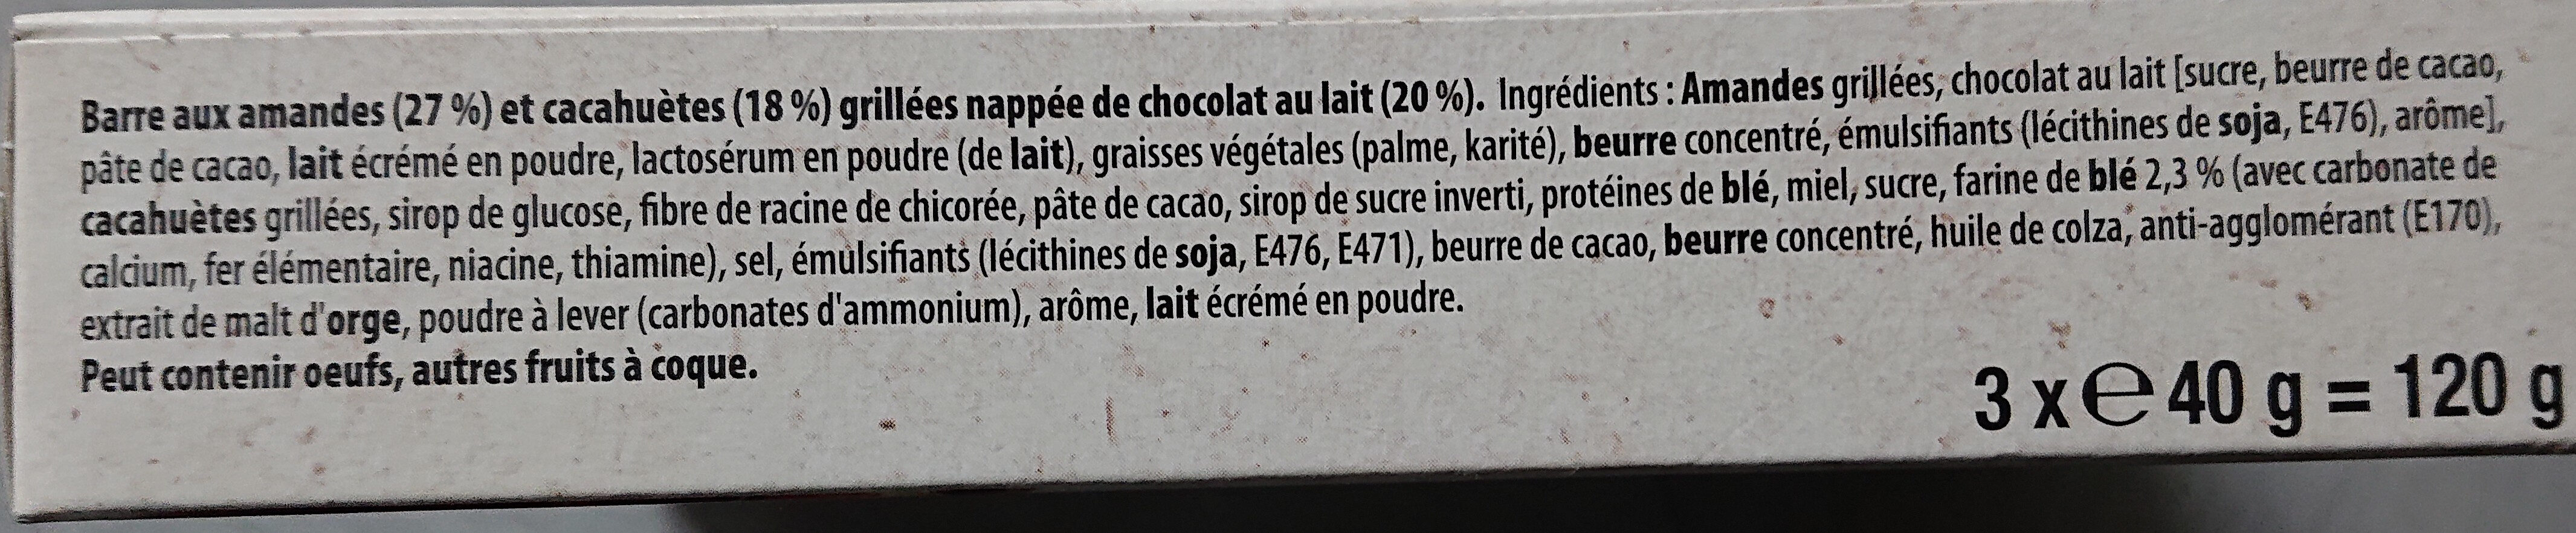 Barre aux amandes (27 %) et cacahuètes (18 %) grillées nappée de chocolat au lait (20 %). Ingrédients : Amandes grillées, chocolat au lait [sucre, beurre de cacao,
pâte de cacao, lait écrémé en poudre, lactosérum en poudre (de lait), graisses végétales (palme, karité), beurre concentré, émulsifiants (lécithines de soja, E476), arôme],
cacahuètes grillées, sirop de glucose, fibre de racine de chicorée, pâte de cacao, sirop de sucre inverti, protéines de blé, miel, sucre, farine de blé 2,3 % (avec carbonate de
calcium, fer élémentaire, niacine, thiamine), sel, émulsifiants (lécithines de soja, E476, E471), beurre de cacao, beurre concentré, huile de colza, anti-agglomérant (E170),
extrait de malt d'orge, poudre à lever (carbonates d'ammonium), arôme, lait écrémé en poudre.
Peut contenir oeufs, autres fruits à coque.
3 x e 40 g = 120 g